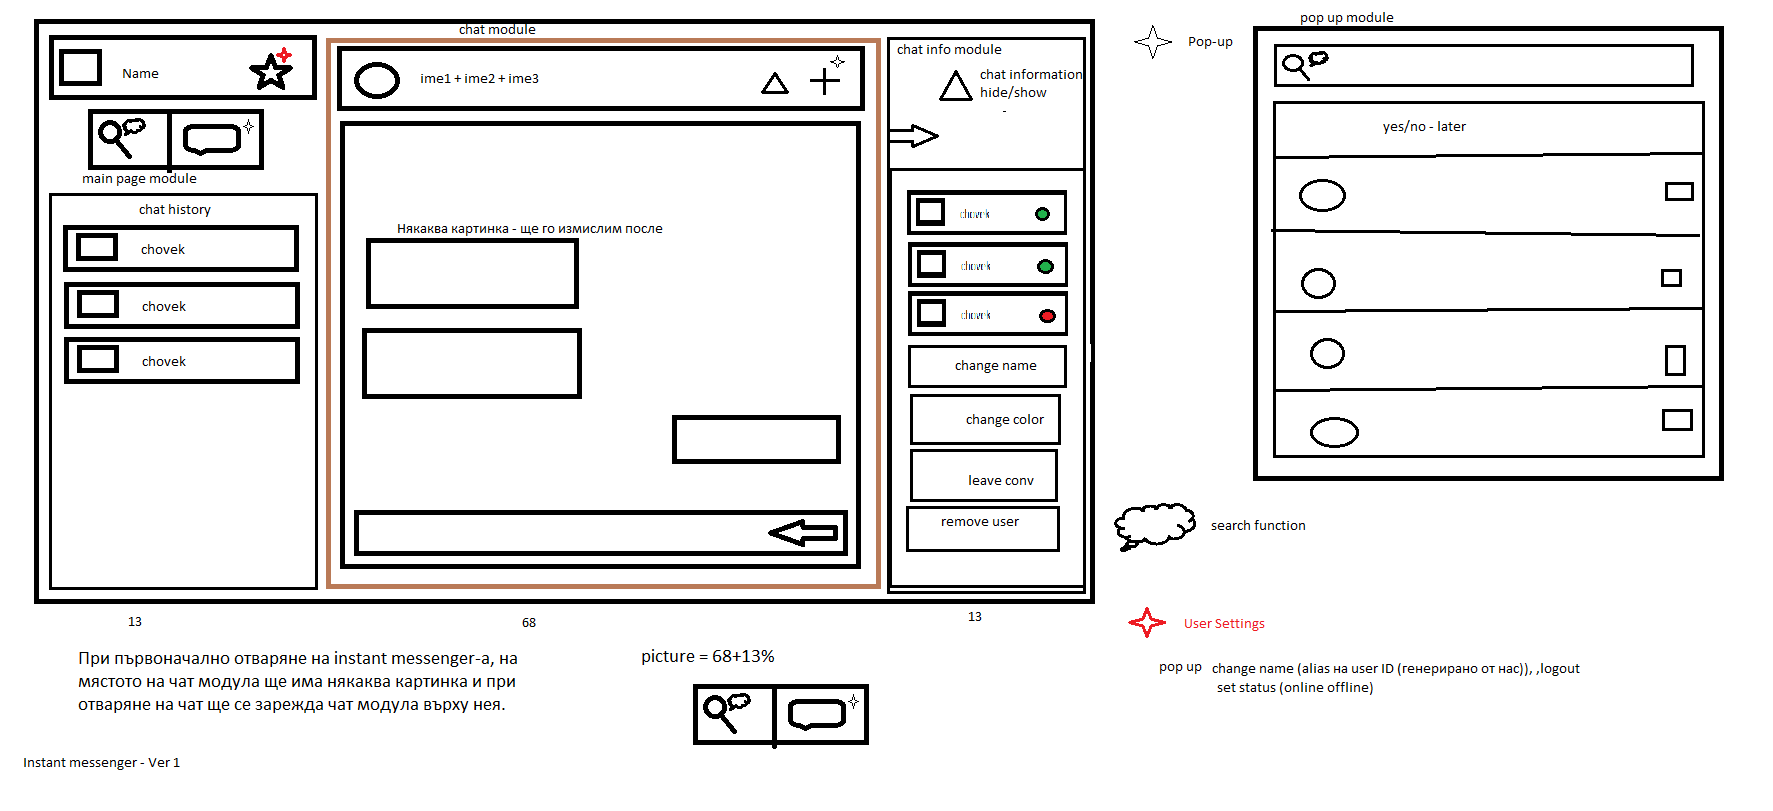 chat module
Name
main page module
chat history
chovek
chovek
chovek
ime1 + ime2 + ime3
Някаква картинка - ще го измислим после
chat info module
chat information
hide/show
-
chovek
chovek
chovek
change name
change color
leave conv
remove user
13
68
13
При първоначално отваряне на instant messenger-а, на
мястото на чат модула ще има някаква картинка и при
отваряне на чат ще се зарежда чат модула върху нея.
picture = 68+13%
Instant messenger - Ver 1
Pop-up
pop up module
yes/no - later
search function
User Settings
pop up change name (alias на user ID (генерирано от нас)), ,logout
set status (online offline)